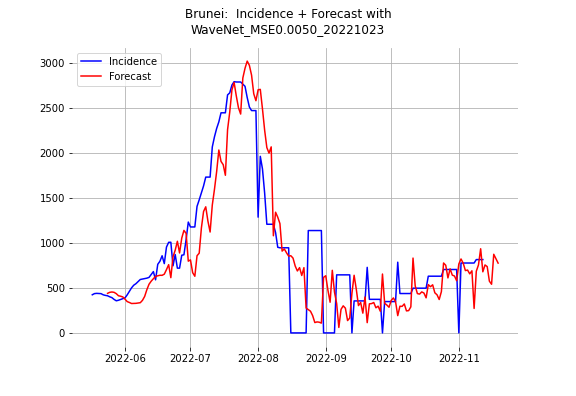 Brunei:  Incidence + Forecast with
WaveNet_MSE0.0050_20221023
Incidence
Forecast
3000
2500
2000
1500
1000
500
0
2022-06 2022-07 2022-08 2022-09 2022-10 2022-11